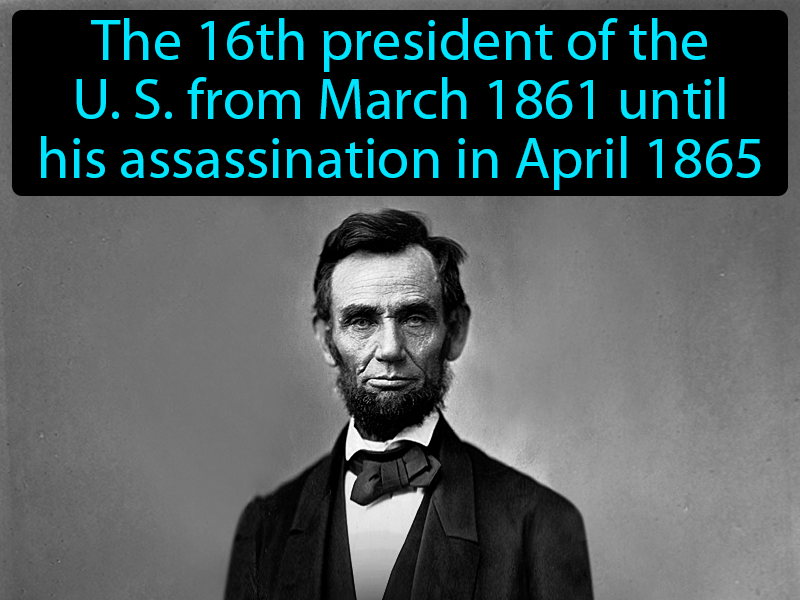 The 16th president of the
U. S. from March 1861 until
his assassination in April 1865